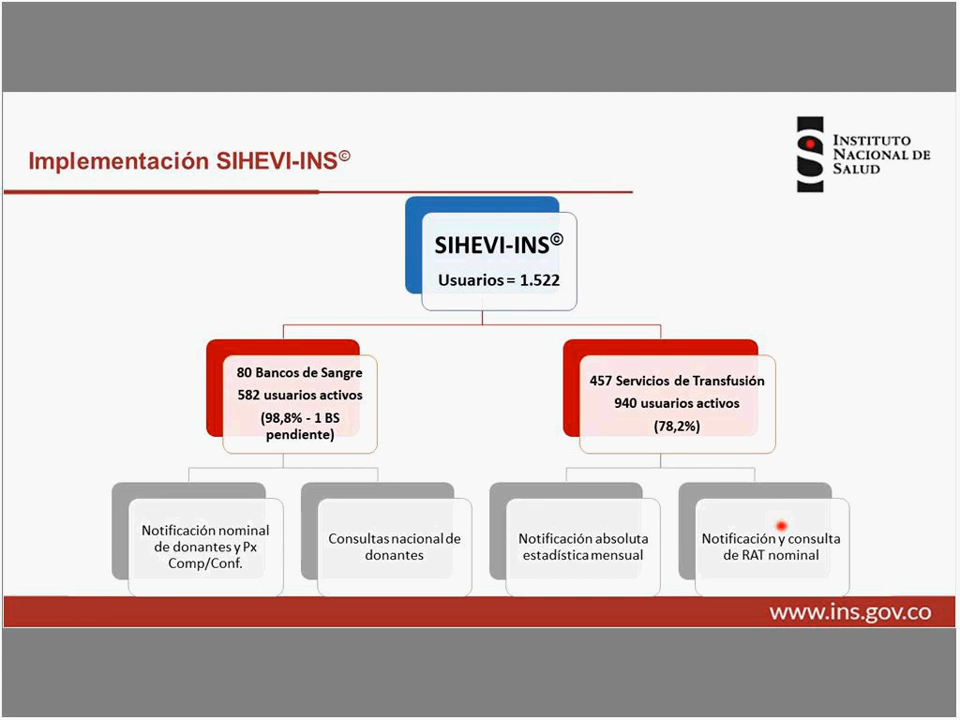 Implementación SIHEVI-INS©
INSTITUTO
NACIONAL DE
SALUD
SIHEVI-INS©
Usuarios = 1.522
80 Bancos de Sangre
582 usuarios activos
(98,8% - 1 BS
pendiente)
457 Servicios de Transfusión
940 usuarios activos
(78,2%)
Notificación nominal
de donantes y Px
Comp/Conf.
Consultas nacional de
donantes
Notificación absoluta
estadística mensual
Notificación y consulta
de RAT nominal
www.ins.gov.co